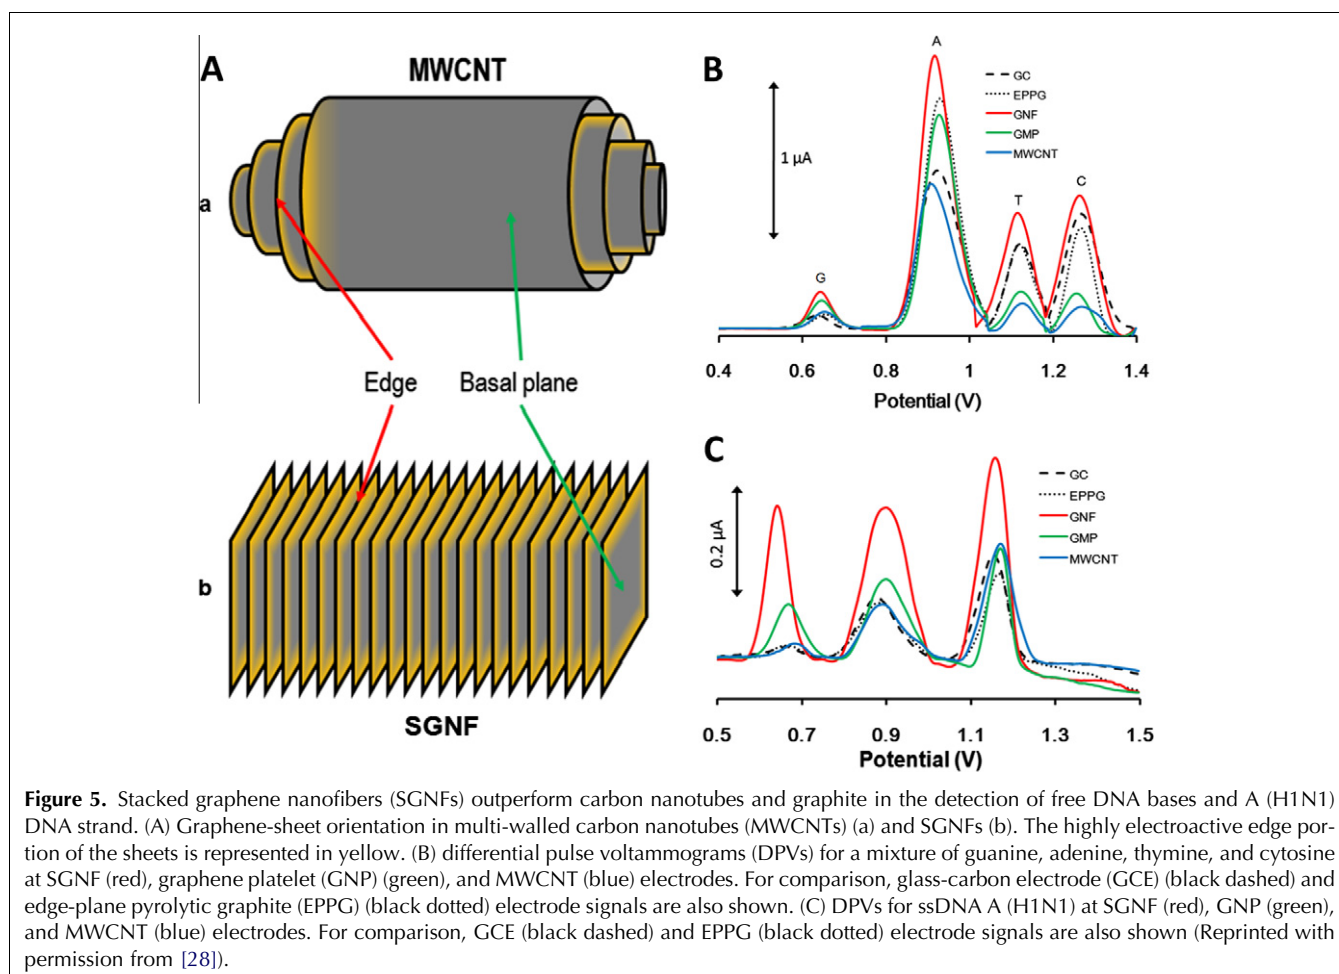 A
MWCNT
a
Edge
Basal plane
b
SGNF
B
A
1 µA
G
T
C
GC
EPPG
GNF
GMP
MWCNT
0.4 0.6 0.8 1 1.2 1.4
Potential (V)
C
0.2 µA
GC
EPPG
GNF
GMP
MWCNT
0.5 0.7 0.9 1.1 1.3 1.5
Potential (V)
Figure 5. Stacked graphene nanofibers (SGNFs) outperform carbon nanotubes and graphite in the detection of free DNA bases and A (H1N1)
DNA strand. (A) Graphene-sheet orientation in multi-walled carbon nanotubes (MWCNTs) (a) and SGNFs (b). The highly electroactive edge por-
tion of the sheets is represented in yellow. (B) differential pulse voltammograms (DPVs) for a mixture of guanine, adenine, thymine, and cytosine
at SGNF (red), graphene platelet (GNP) (green), and MWCNT (blue) electrodes. For comparison, glass-carbon electrode (GCE) (black dashed) and
edge-plane pyrolytic graphite (EPPG) (black dotted) electrode signals are also shown. (C) DPVs for ssDNA A (H1N1) at SGNF (red), GNP (green),
and MWCNT (blue) electrodes. For comparison, GCE (black dashed) and EPPG (black dotted) electrode signals are also shown (Reprinted with
permission from [28]).